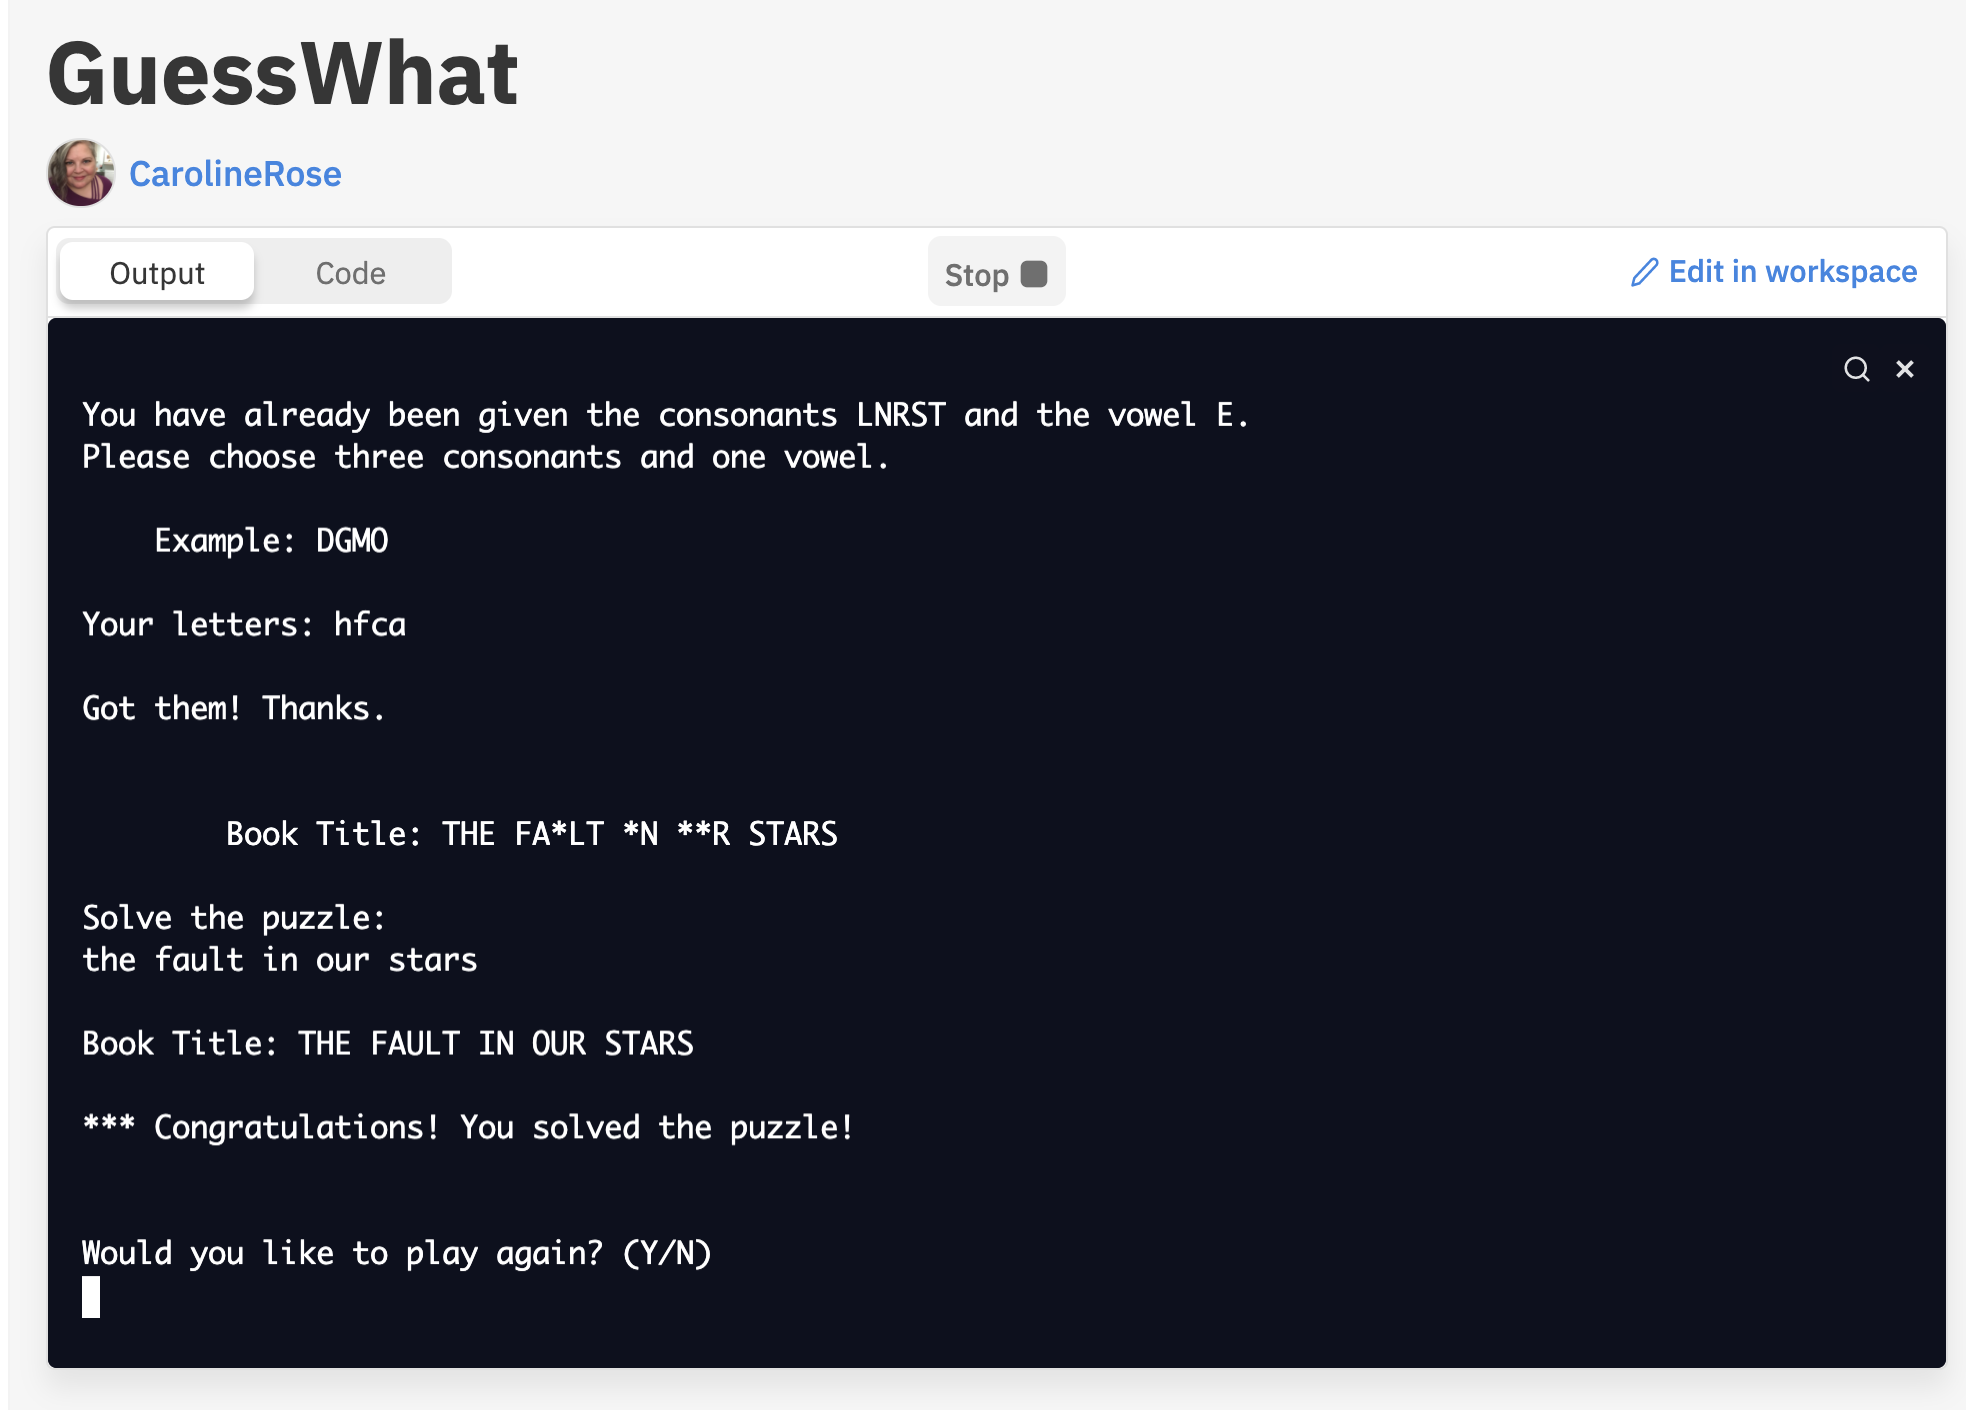 GuessWhat
CarolineRose
Output Code Stop Edit in workspace
You have already been given the consonants LNRST and the vowel E.
Please choose three consonants and one vowel.
Example: DGMO
Your letters: hfca
Got them! Thanks.
Book Title: THE FA*LT *N **R STARS
Solve the puzzle:
the fault in our stars
Book Title: THE FAULT IN OUR STARS
*** Congratulations! You solved the puzzle!
Would you like to play again? (Y/N)